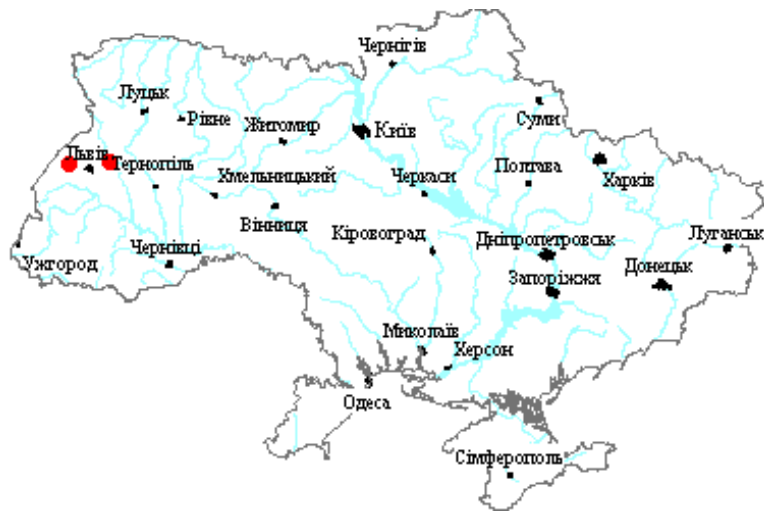 Чернігів
Луцьк
Рівне
Суми
Житомир
Київ
Львів
Тернопіль
Хмельницький
Черкаси
Полтава
Харків
Вінниця
Кіровоград
Дніпропетровськ
Луганськ
Чернівці
Ужгород
Запоріжжя
Донецьк
Миколаїв
Херсон
Одеса
Сімферополь